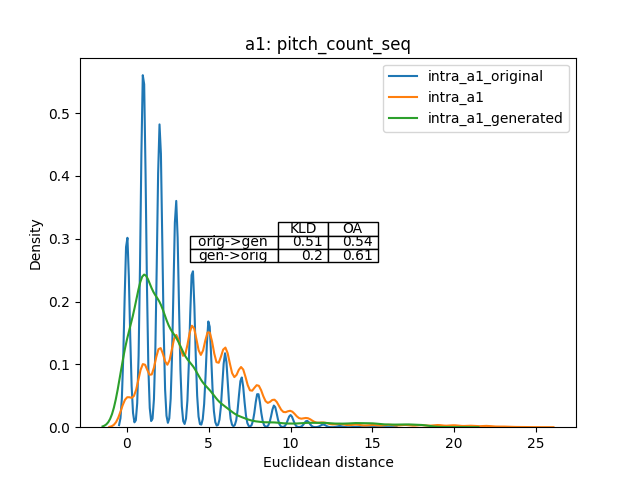 a1: pitch_count_seq
intra_a1_original
intra_a1
intra_a1_generated
KLD OA
orig->gen 0.51 0.54
gen->orig 0.2 0.61
Density
0.5
0.4
0.3
0.2
0.1
0.0
0 5 10 15 20 25
Euclidean distance